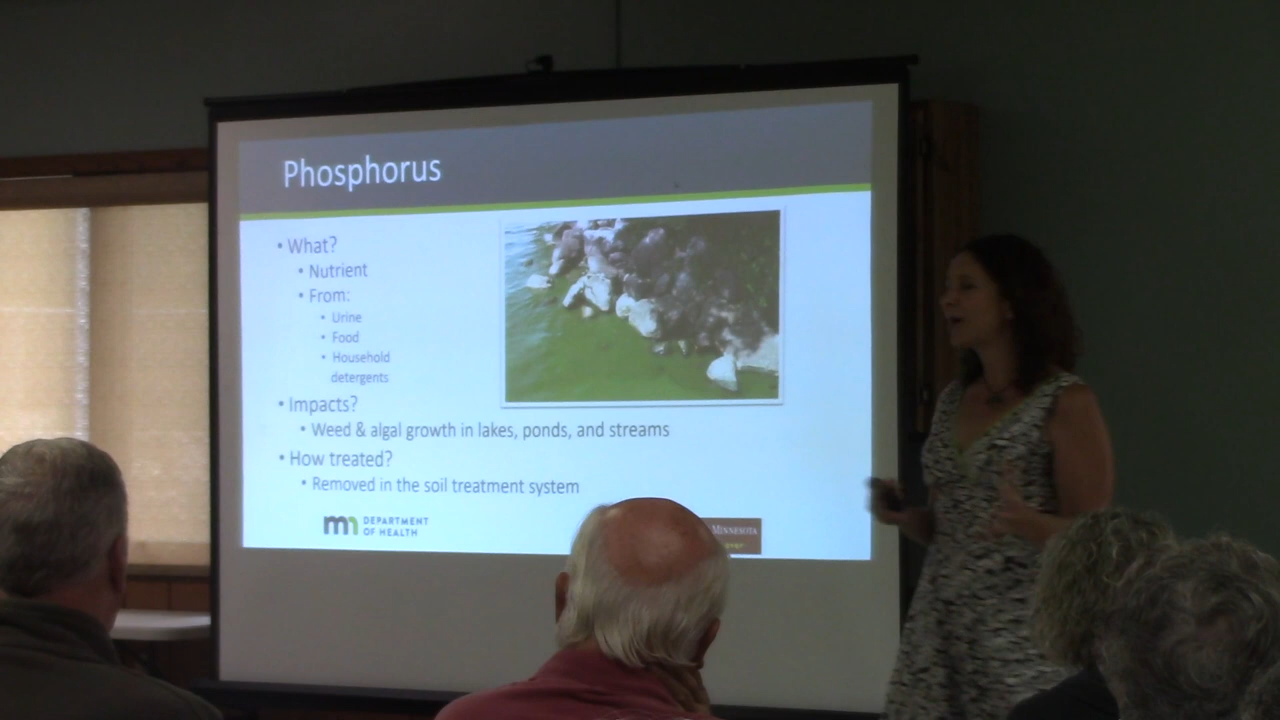 Phosphorus
• What?
• Nutrient
• From:
• Urine
• Food
• Household
detergents
• Impacts?
• Weed & algal growth in lakes, ponds, and streams
• How treated?
• Removed in the soil treatment system
mn DEPARTMENT
OF HEALTH
MINNESOTA